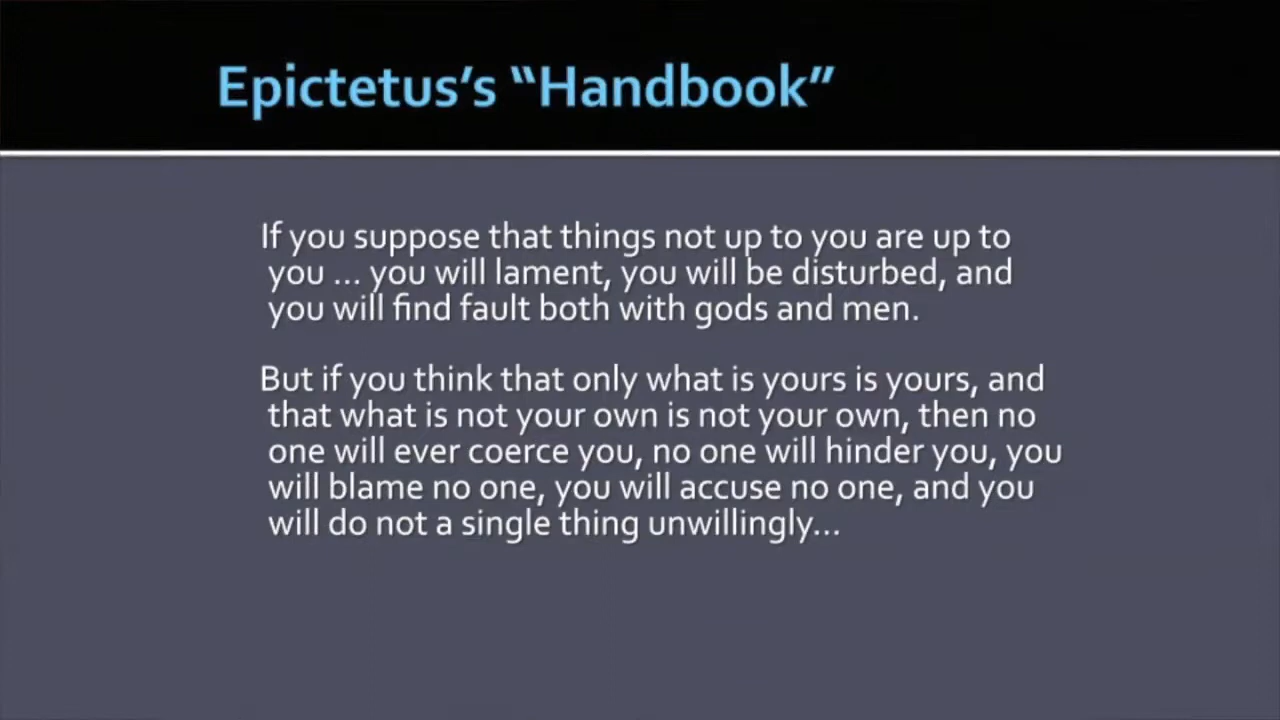 Epictetus’s “Handbook”
If you suppose that things not up to you are up to
you ... you will lament, you will be disturbed, and
you will find fault both with gods and men.
But if you think that only what is yours is yours, and
that what is not your own is not your own, then no
one will ever coerce you, no one will hinder you, you
will blame no one, you will accuse no one, and you
will do not a single thing unwillingly...